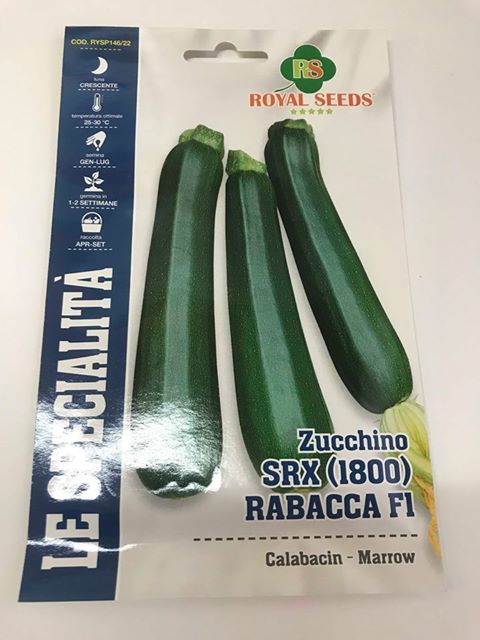 COD. RYSP146/22
luna
CRESCENTE
temperatura ottimale
25-30 °C
semina
GEN-LUG
germina in
1-2 SETTIMANE
raccolta
APR-SET
LE SPECIALITÀ
RS
ROYAL SEEDS
Zucchino
SRX (1800)
RABACCA F1
Calabacin - Marrow